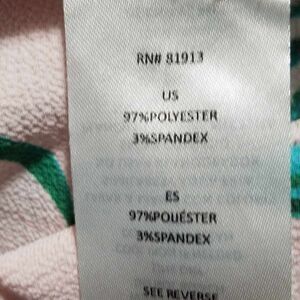 RN# 81913
US
97%POLYESTER
3%SPANDEX
ES
97%POLIÉSTER
3%SPANDEX
SEE REVERSE